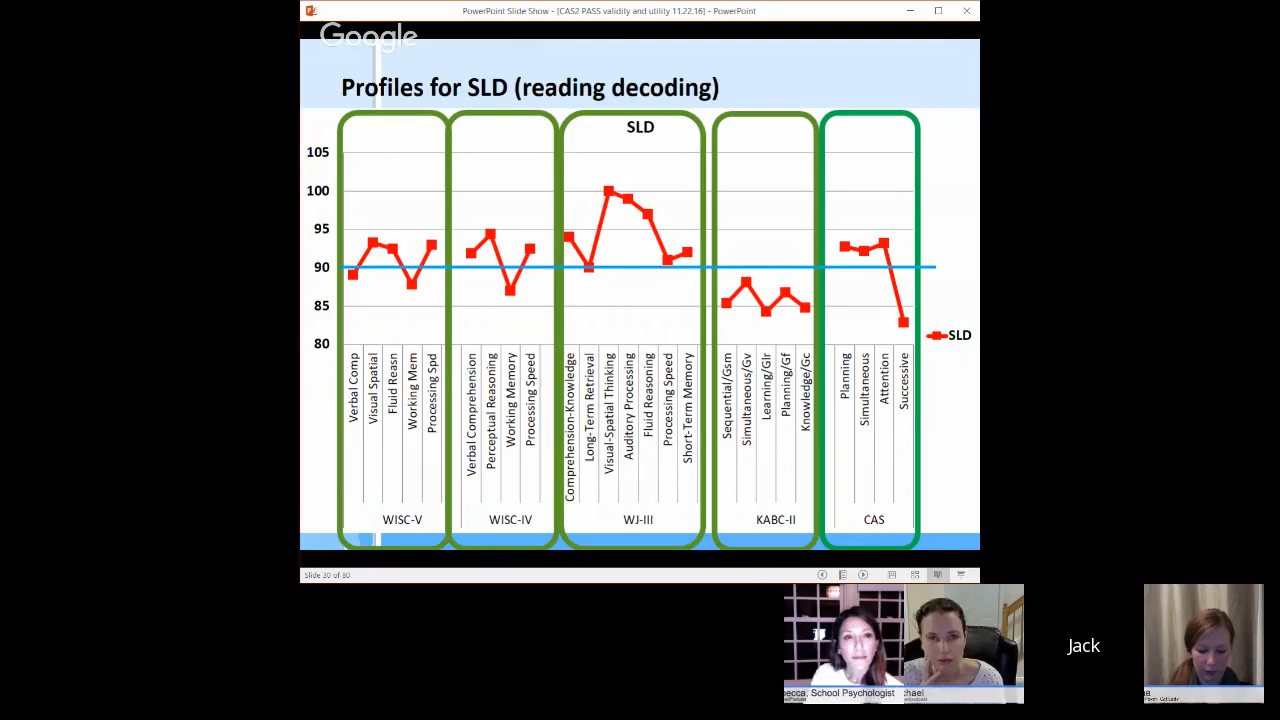 PowerPoint Slide Show - [CAS2 PASS validity and utility 11.22.16] - PowerPoint
Google
Profiles for SLD (reading decoding)
SLD
105
100
95
90
85
80
SLD
Verbal Comp
Visual Spatial
Fluid Reasn
Working Mem
Processing Spd
Verbal Comprehension
Perceptual Reasoning
Working Memory
Processing Speed
Comprehension-Knowledge
Long-Term Retrieval
Visual-Spatial Thinking
Auditory Processing
Fluid Reasoning
Processing Speed
Short-Term Memory
Sequential/Gsm
Simultaneous/Gv
Learning/Glr
Planning/Gf
Knowledge/Gc
Planning
Simultaneous
Attention
Successive
WISC-V
WISC-IV
WJ-III
KABC-II
CAS
Slide 30 of 80
Jack
becca, School Psychologist
chael